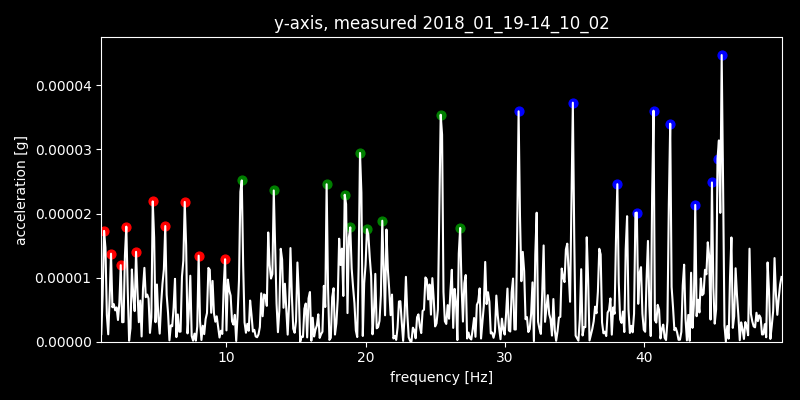 y-axis, measured 2018_01_19-14_10_02
acceleration [g]
0.00004
0.00003
0.00002
0.00001
0.00000
10 20 30 40
frequency [Hz]